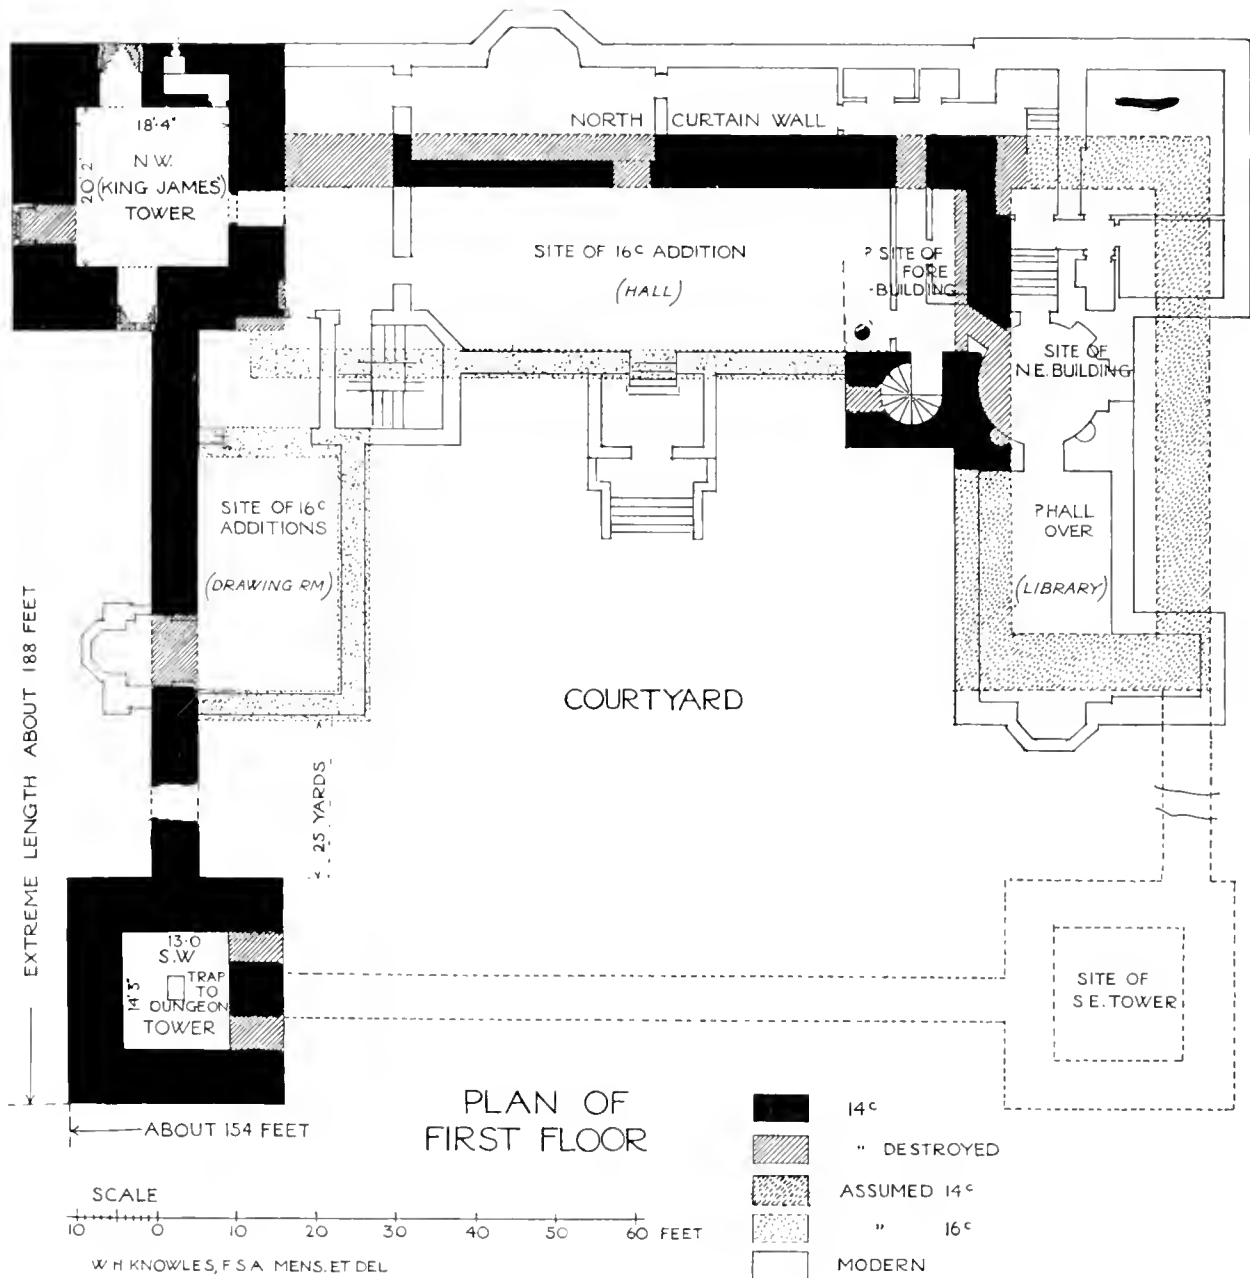 18'·4"
20'2"
N.W.
(KING JAMES)
TOWER
NORTH CURTAIN WALL
SITE OF 16C ADDITION
(HALL)
? SITE OF
FORE
-BUILDING
SITE OF
N.E. BUILDING
SITE OF 16C
ADDITIONS
(DRAWING RM)
?HALL
OVER
(LIBRARY)
COURTYARD
25 YARDS
EXTREME LENGTH ABOUT 188 FEET
13·0
S.W
14'3"
TRAP
TO
DUNGEON
TOWER
SITE OF
S.E. TOWER
ABOUT 154 FEET
PLAN OF
FIRST FLOOR
14C
" DESTROYED
ASSUMED 14C
" 16C
MODERN
SCALE
10 0 10 20 30 40 50 60 FEET
W H KNOWLES, F S A MENS. ET DEL